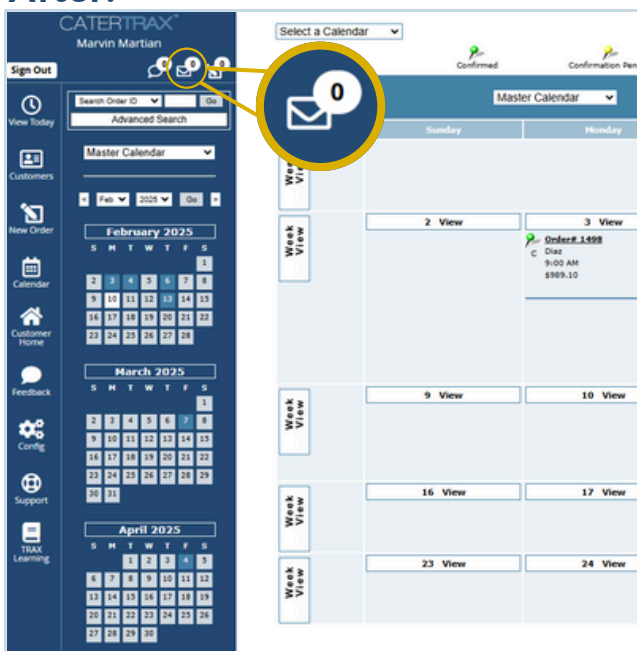 After:
CATERTRAX
Marvin Martian
Sign Out
0 0 0
View Today
Customers
New Order
Calendar
Customer Home
Feedback
Config
Support
TRAX Learning
Search Order ID Go
Advanced Search
Master Calendar
< Feb 2025 Go >
February 2025
S M T W T F S
1
2 3 4 5 6 7 8
9 10 11 12 13 14 15
16 17 18 19 20 21 22
23 24 25 26 27 28
March 2025
S M T W T F S
1
2 3 4 5 6 7 8
9 10 11 12 13 14 15
16 17 18 19 20 21 22
23 24 25 26 27 28 29
30 31
April 2025
S M T W T F S
1 2 3 4 5
6 7 8 9 10 11 12
13 14 15 16 17 18 19
20 21 22 23 24 25 26
27 28 29 30
Select a Calendar
Confirmed
Confirmation Pen
0
Master Calendar
Sunday Monday
Week View
Week View
2 View
3 View
Order# 1498
C Diaz
9:00 AM
$989.10
Week View
9 View
10 View
Week View
16 View
17 View
Week View
23 View
24 View